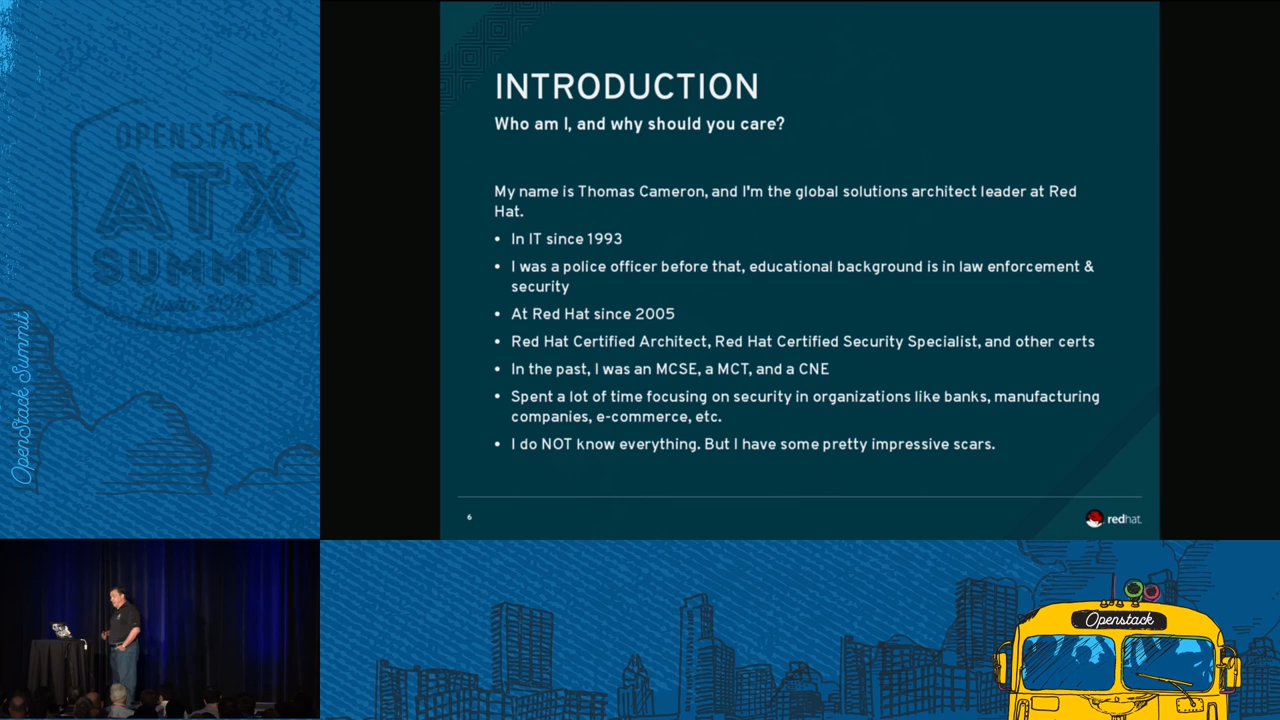 OPENSTACK
ATX
SUMMIT
Austin 2016
OpenStack Summit
INTRODUCTION
Who am I, and why should you care?
My name is Thomas Cameron, and I'm the global solutions architect leader at Red
Hat.
• In IT since 1993
• I was a police officer before that, educational background is in law enforcement &
security
• At Red Hat since 2005
• Red Hat Certified Architect, Red Hat Certified Security Specialist, and other certs
• In the past, I was an MCSE, a MCT, and a CNE
• Spent a lot of time focusing on security in organizations like banks, manufacturing
companies, e-commerce, etc.
• I do NOT know everything. But I have some pretty impressive scars.
6
redhat.
Openstack